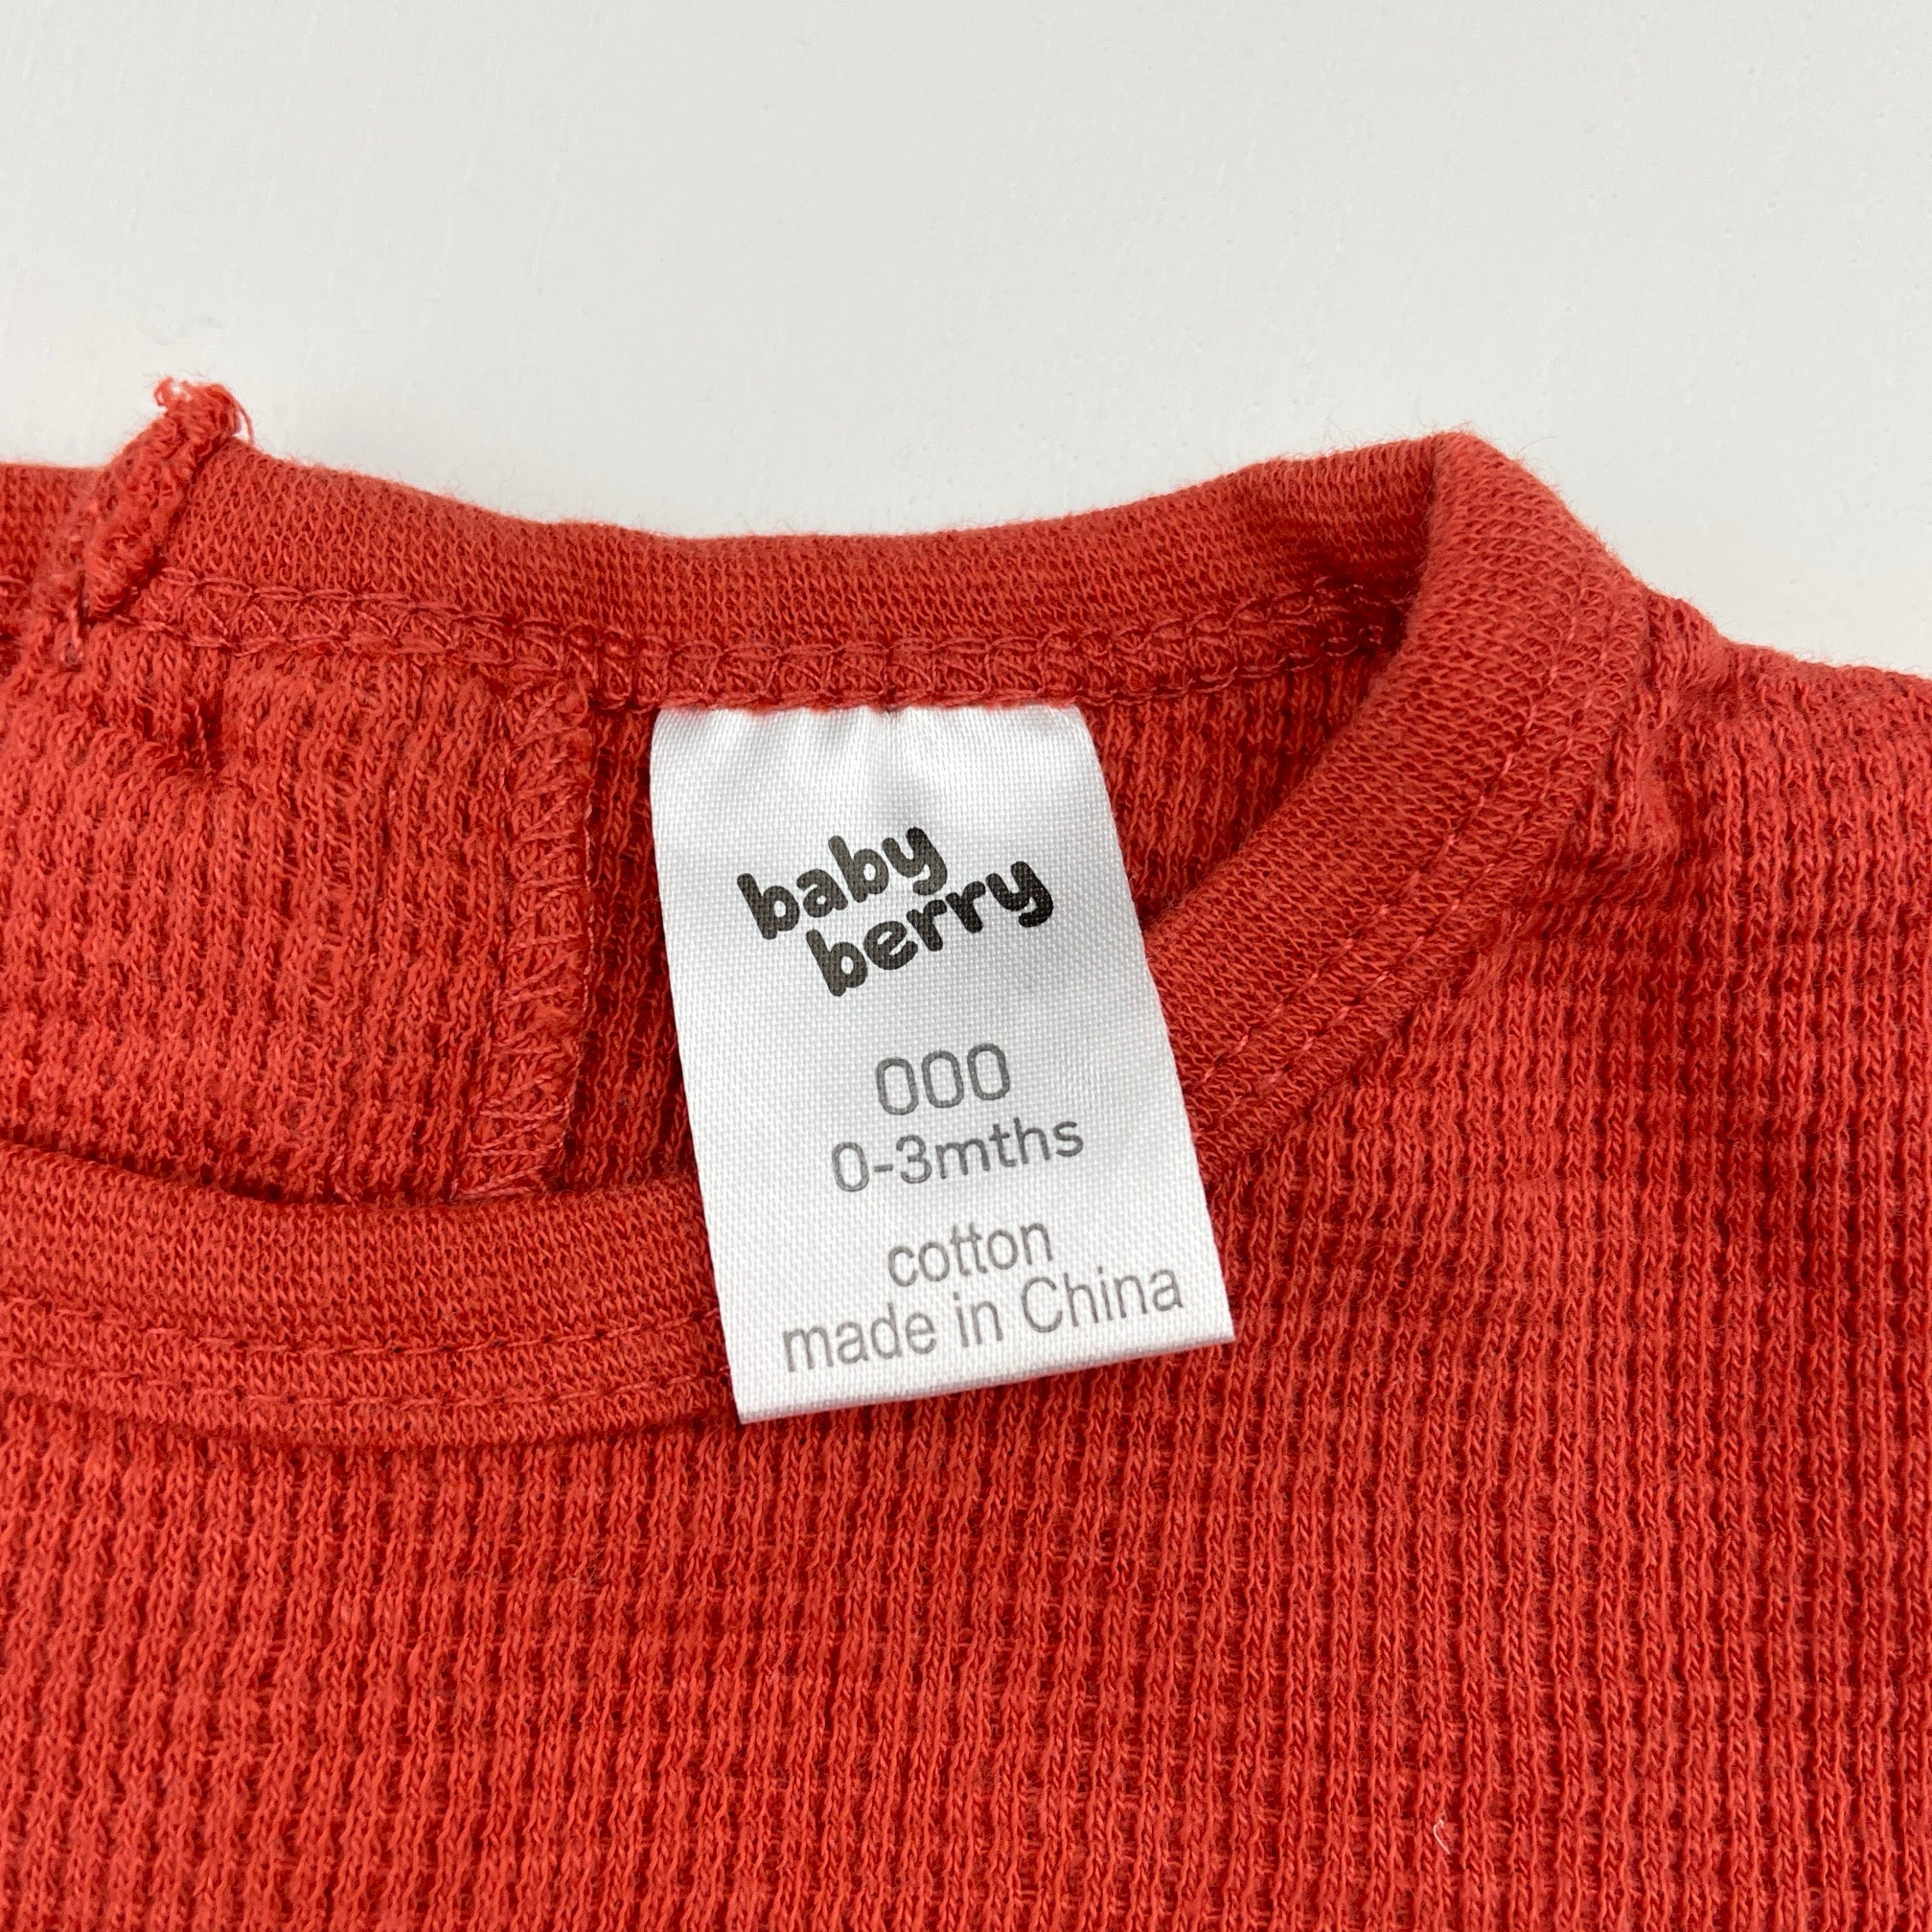 baby
berry
000
0-3mths
cotton
made in China